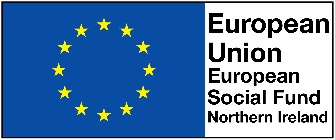 European
Union
European
Social Fund
Northern Ireland